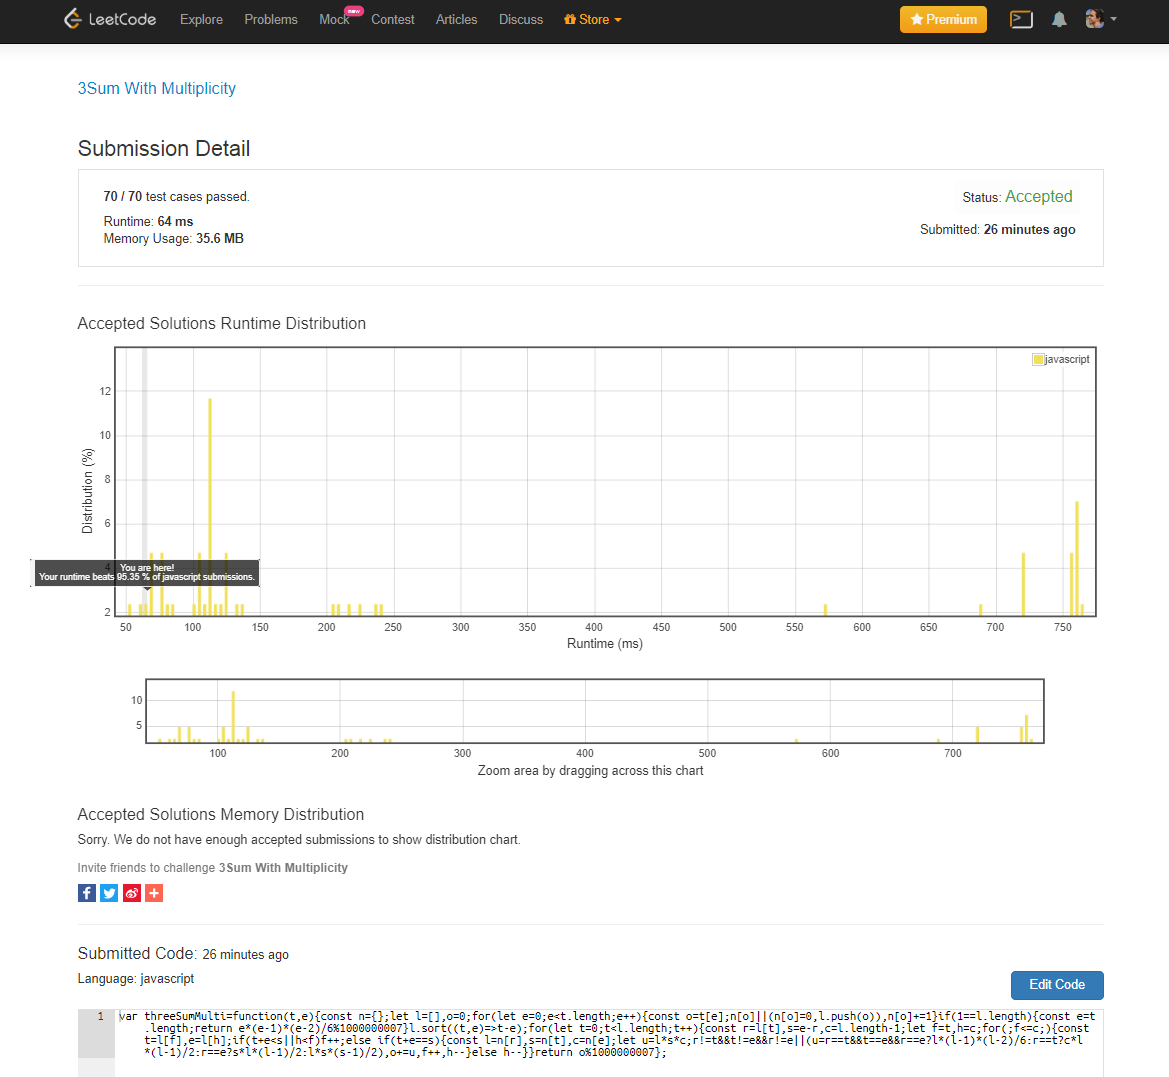 LeetCode Explore Problems Mock new Contest Articles Discuss Store Premium
3Sum With Multiplicity
Submission Detail
70 / 70 test cases passed.
Status: Accepted
Runtime: 64 ms
Submitted: 26 minutes ago
Memory Usage: 35.6 MB
Accepted Solutions Runtime Distribution
javascript
12
10
8
6
4
2
Distribution (%)
You are here!
Your runtime beats 95.35 % of javascript submissions.
50 100 150 200 250 300 350 400 450 500 550 600 650 700 750
Runtime (ms)
10
5
100 200 300 400 500 600 700
Zoom area by dragging across this chart
Accepted Solutions Memory Distribution
Sorry. We do not have enough accepted submissions to show distribution chart.
Invite friends to challenge 3Sum With Multiplicity
Submitted Code: 26 minutes ago
Language: javascript
Edit Code
1 var threeSumMulti=function(t,e){const n={};let l=[],o=0;for(let e=0;e<t.length;e++){const o=t[e];n[o]||(n[o]=0,l.push(o)),n[o]+=1}if(1==l.length){const e=t
.length;return e*(e-1)*(e-2)/6%1000000007}l.sort((t,e)=>t-e);for(let t=0;t<l.length;t++){const r=l[t],s=e-r,c=l.length-1;let f=t,h=c;for(;f<=c;){const
t=l[f],e=l[h];if(t+e<s||h<f)f++;else if(t+e==s){const l=n[r],s=n[t],c=n[e];let u=l*s*c;r!=t&&t!=e&&r!=e||(u=r==t&&t==e&&r==e?l*(l-1)*(l-2)/6:r==t?c*l
*(l-1)/2:r==e?s*l*(l-1)/2:l*s*(s-1)/2),o+=u,f++,h--}else h--}}return o%1000000007};